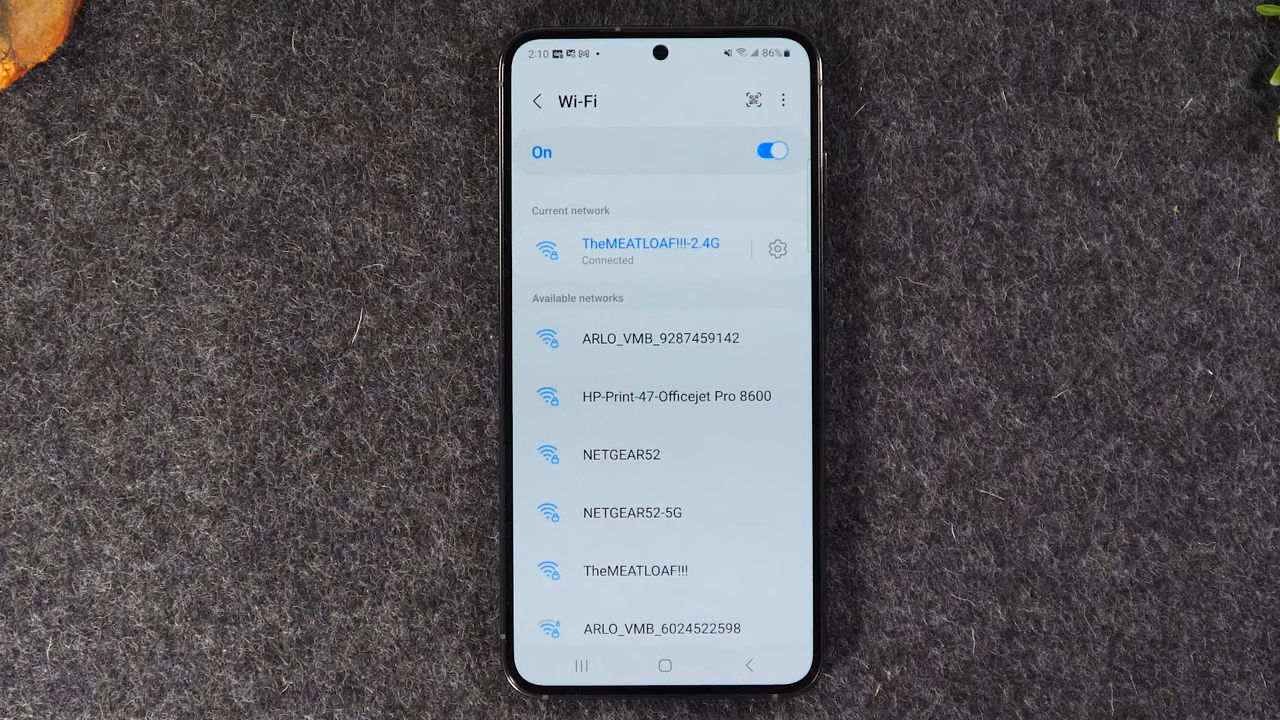 2:10
86%
Wi-Fi
On
Current network
TheMEATLOAF!!!-2.4G
Connected
Available networks
ARLO_VMB_9287459142
HP-Print-47-Officejet Pro 8600
NETGEAR52
NETGEAR52-5G
TheMEATLOAF!!!
ARLO_VMB_6024522598